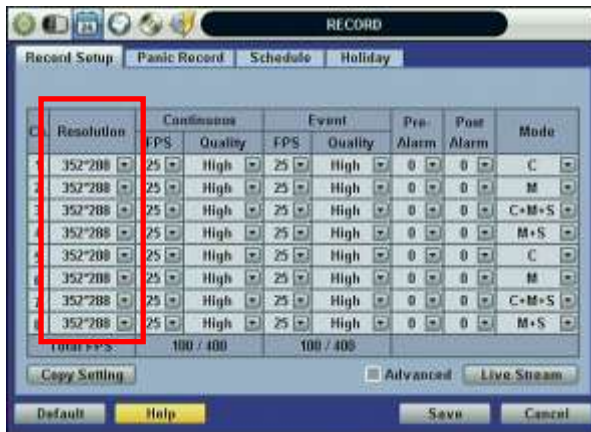 RECORD
Record Setup Panic Record Schedule Holiday
Resolution Continuous Event Pre-Alarm Post Alarm Mode
FPS Quality FPS Quality
352*288 25 High 25 High 0 0 C
352*288 25 High 25 High 0 0 M
352*288 25 High 25 High 0 0 C+M+S
352*288 25 High 25 High 0 0 M+S
352*288 25 High 25 High 0 0 C
352*288 25 High 25 High 0 0 M
352*288 25 High 25 High 0 0 C+M+S
352*288 25 High 25 High 0 0 M+S
Total FPS 100 / 400 100 / 400
Copy Setting Advanced Live Stream
Default Help Save Cancel